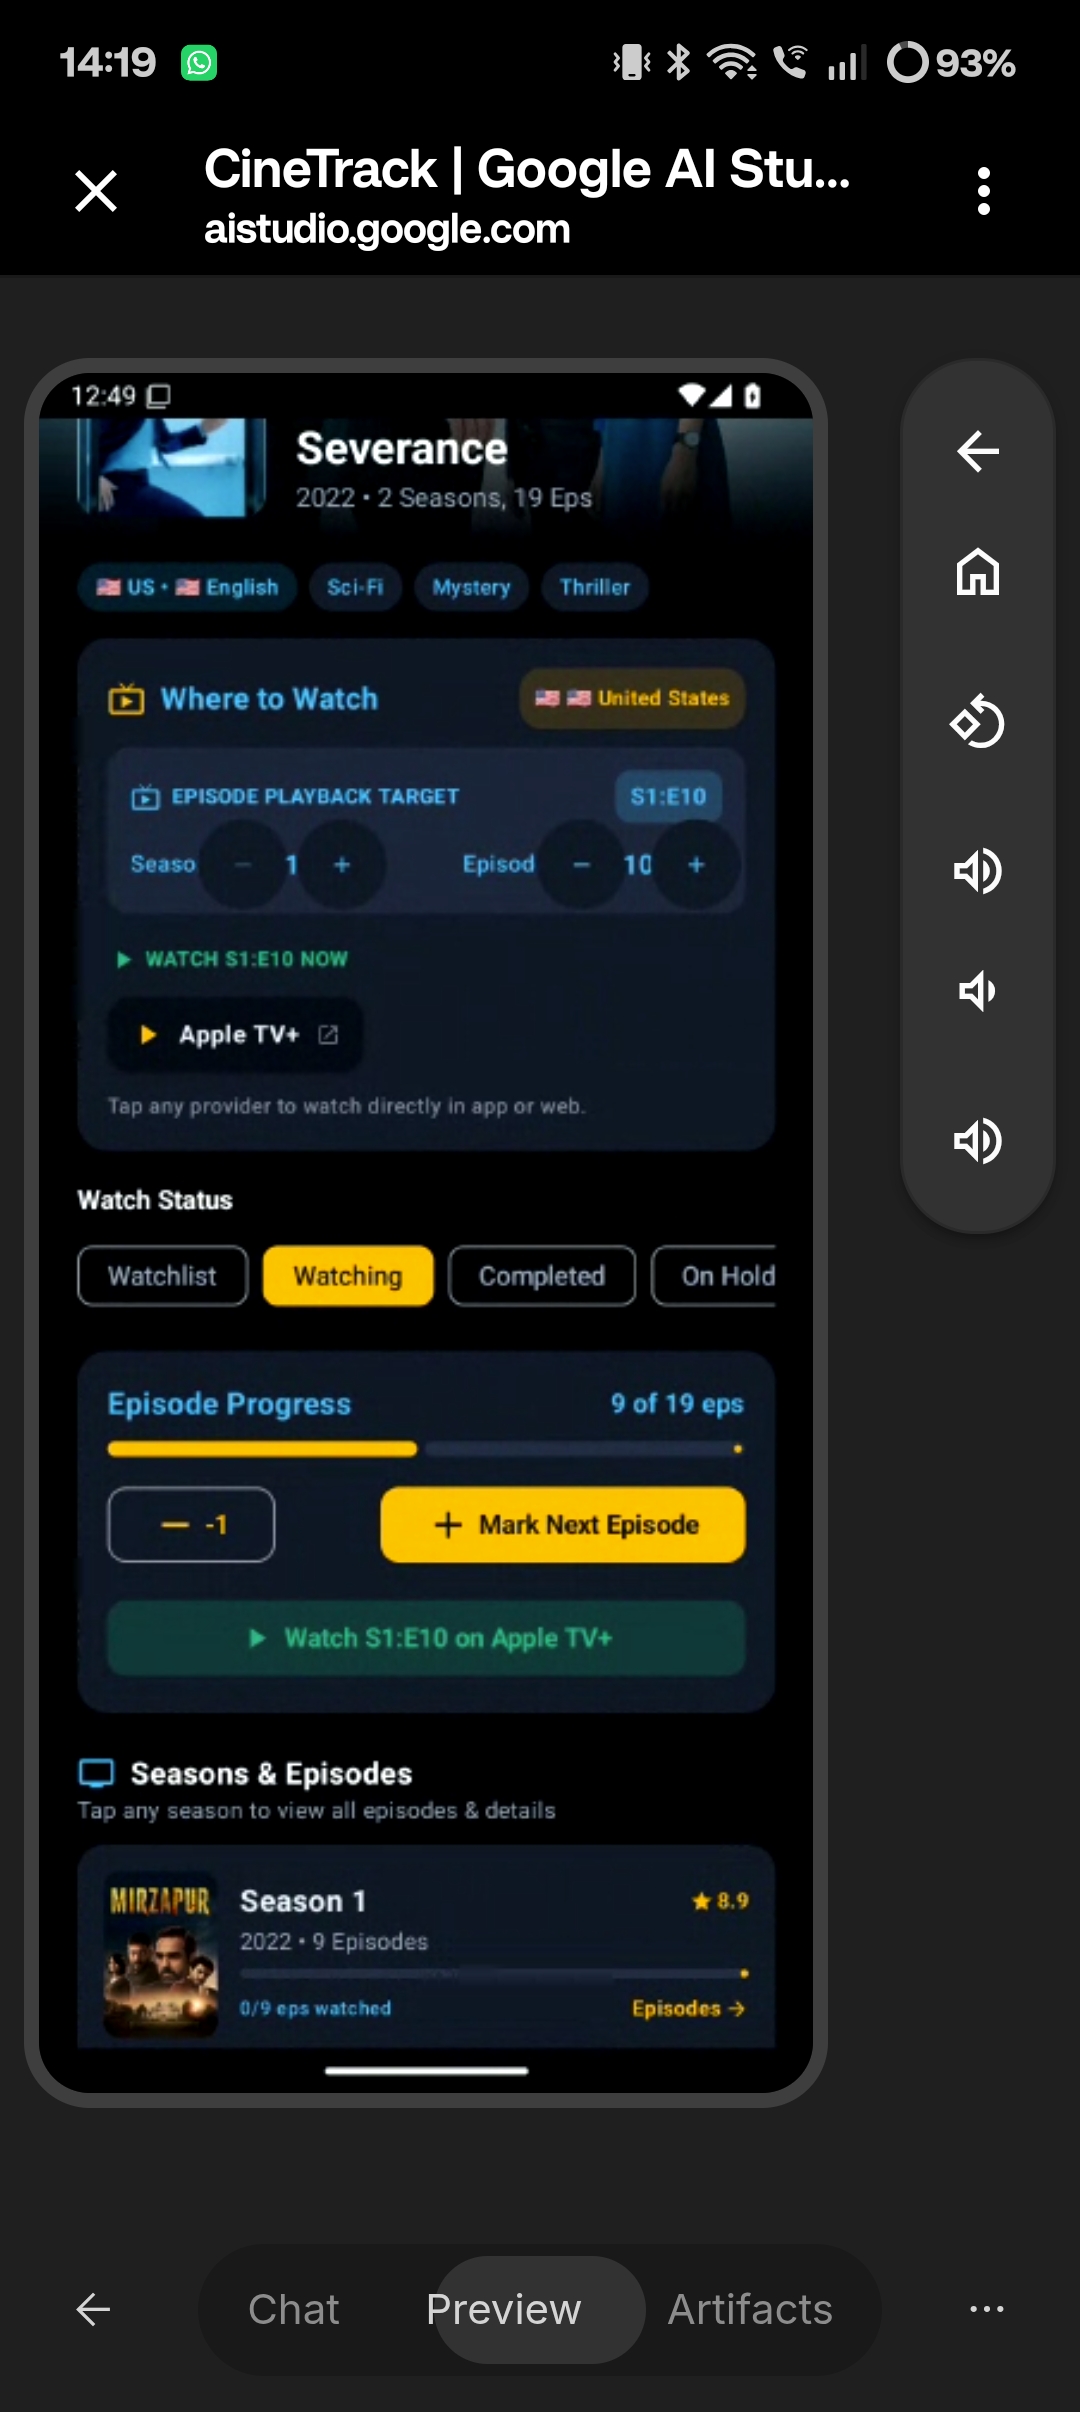 14:19
93%
CineTrack | Google AI Stu...
aistudio.google.com
12:49
Severance
2022 • 2 Seasons, 19 Eps
🇺🇸 US • 🇺🇸 English
Sci-Fi
Mystery
Thriller
Where to Watch
🇺🇸 🇺🇸 United States
EPISODE PLAYBACK TARGET
S1:E10
Seaso − 1 +
Episod − 10 +
▶ WATCH S1:E10 NOW
Apple TV+
Tap any provider to watch directly in app or web.
Watch Status
Watchlist
Watching
Completed
On Hold
Episode Progress
9 of 19 eps
— -1
+ Mark Next Episode
▶ Watch S1:E10 on Apple TV+
Seasons & Episodes
Tap any season to view all episodes & details
MIRZAPUR
Season 1
★ 8.9
2022 • 9 Episodes
0/9 eps watched
Episodes →
Chat
Preview
Artifacts